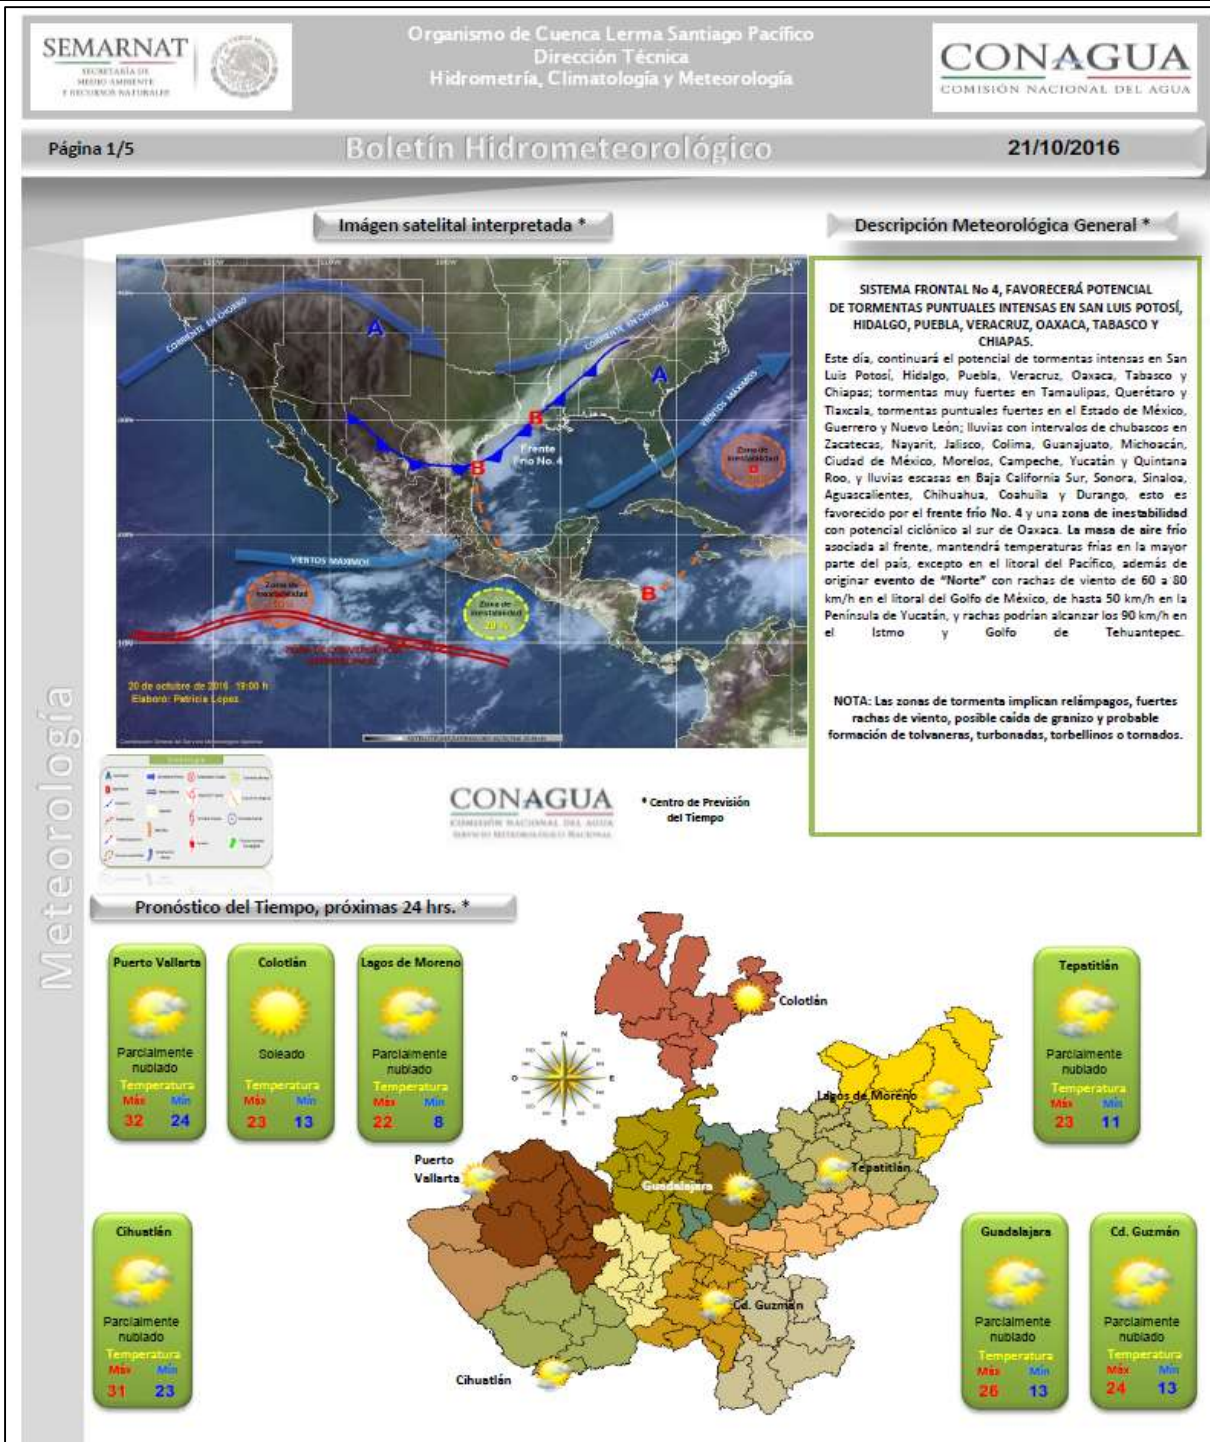 SEMARNAT
SECRETARÍA DE
MEDIO AMBIENTE
Y RECURSOS NATURALES
Organismo de Cuenca Lerma Santiago Pacífico
Dirección Técnica
Hidrometría, Climatología y Meteorología
CONAGUA
COMISIÓN NACIONAL DEL AGUA
Página 1/5
Boletín Hidrometeorológico
21/10/2016
Imágen satelital interpretada *
CORRIENTE EN CHORRO
A
CORRIENTE EN CHORRO
A
VIENTOS MÁXIMOS
B
Frente
Frío No. 4
B
Zona de
inestabilidad
VIENTOS MÁXIMOS
Zona de
inestabilidad
Zona de
inestabilidad
20 %
B
20N
10N
ZONA DE CONVERGENCIA
20 de octubre de 2016 19:00 h
Elaboró: Patricia López
Descripción Meteorológica General *
SISTEMA FRONTAL No 4, FAVORECERÁ POTENCIAL
DE TORMENTAS PUNTUALES INTENSAS EN SAN LUIS POTOSÍ,
HIDALGO, PUEBLA, VERACRUZ, OAXACA, TABASCO Y
CHIAPAS.
Este día, continuará el potencial de tormentas intensas en San
Luis Potosí, Hidalgo, Puebla, Veracruz, Oaxaca, Tabasco y
Chiapas; tormentas muy fuertes en Tamaulipas, Querétaro y
Tlaxcala, tormentas puntuales fuertes en el Estado de México,
Guerrero y Nuevo León; lluvias con intervalos de chubascos en
Zacatecas, Nayarit, Jalisco, Colima, Guanajuato, Michoacán,
Ciudad de México, Morelos, Campeche, Yucatán y Quintana
Roo, y lluvias escasas en Baja California Sur, Sonora, Sinaloa,
Aguascalientes, Chihuahua, Coahuila y Durango, esto es
favorecido por el frente frío No. 4 y una zona de inestabilidad
con potencial ciclónico al sur de Oaxaca. La masa de aire frío
asociada al frente, mantendrá temperaturas frías en la mayor
parte del país, excepto en el litoral del Pacífico, además de
originar evento de “Norte” con rachas de viento de 60 a 80
km/h en el litoral del Golfo de México, de hasta 50 km/h en la
Península de Yucatán, y rachas podrían alcanzar los 90 km/h en
el Istmo y Golfo de Tehuantepec.
NOTA: Las zonas de tormenta implican relámpagos, fuertes
rachas de viento, posible caída de granizo y probable
formación de tolvaneras, turbonadas, torbellinos o tornados.
CONAGUA
COMISIÓN NACIONAL DEL AGUA
SERVICIO METEOROLÓGICO NACIONAL
* Centro de Previsión
del Tiempo
Meteorología
Pronóstico del Tiempo, próximas 24 hrs. *
Puerto Vallarta
Parcialmente
nublado
Temperatura
Máx Mín
32 24
Colotlán
Soleado
Temperatura
Máx Mín
23 13
Lagos de Moreno
Parcialmente
nublado
Temperatura
Máx Mín
22 8
Tepatitlán
Parcialmente
nublado
Temperatura
Máx Mín
23 11
N
O
E
S
Colotlán
Lagos de Moreno
Puerto
Vallarta
Tepatitlán
Guadalajara
Cd. Guzmán
Cihuatlán
Cihuatlán
Parcialmente
nublado
Temperatura
Máx Mín
31 23
Guadalajara
Parcialmente
nublado
Temperatura
Máx Mín
26 13
Cd. Guzmán
Parcialmente
nublado
Temperatura
Máx Mín
24 13